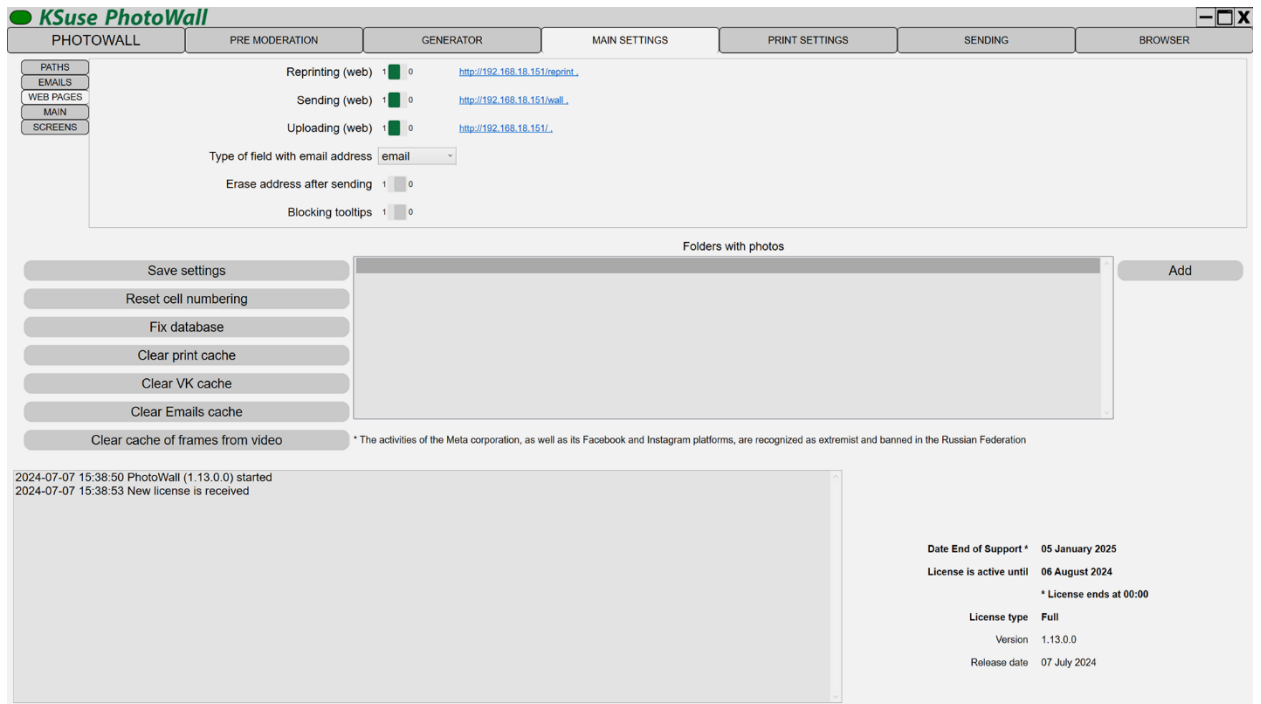 KSuse PhotoWall
PHOTOWALL PRE MODERATION GENERATOR MAIN SETTINGS PRINT SETTINGS SENDING BROWSER
PATHS
EMAILS
WEB PAGES
MAIN
SCREENS
Reprinting (web) 1 0 http://192.168.18.151/reprint .
Sending (web) 1 0 http://192.168.18.151/wall .
Uploading (web) 1 0 http://192.168.18.151/ .
Type of field with email address email
Erase address after sending 1 0
Blocking tooltips 1 0
Folders with photos
Save settings
Reset cell numbering
Fix database
Clear print cache
Clear VK cache
Clear Emails cache
Clear cache of frames from video
Add
* The activities of the Meta corporation, as well as its Facebook and Instagram platforms, are recognized as extremist and banned in the Russian Federation
2024-07-07 15:38:50 PhotoWall (1.13.0.0) started
2024-07-07 15:38:53 New license is received
Date End of Support * 05 January 2025
License is active until 06 August 2024
* License ends at 00:00
License type Full
Version 1.13.0.0
Release date 07 July 2024